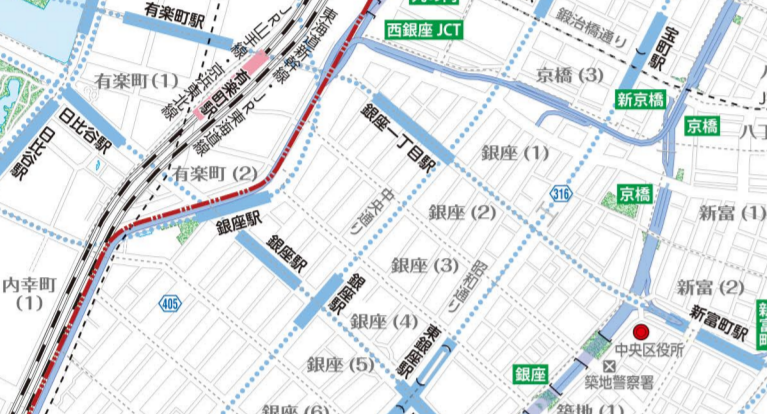 有楽町駅
JR山手線
東海道新幹線
西銀座 JCT
鍛冶橋通り
宝町駅
有楽町 (1)
有楽町駅
京浜東北線
JR東海道線
京橋 (3)
新京橋
京橋
日比谷駅
日比谷駅
銀座一丁目駅
銀座 (1)
有楽町 (2)
中央通り
316
京橋
銀座 (2)
新富 (1)
銀座駅
銀座駅
内幸町
(1)
銀座 (3)
昭和通り
405
銀座駅
新富 (2)
銀座 (4)
東銀座駅
新富町駅
中央区役所
銀座 (5)
銀座
築地警察署
銀座 (6)
築地 (1)